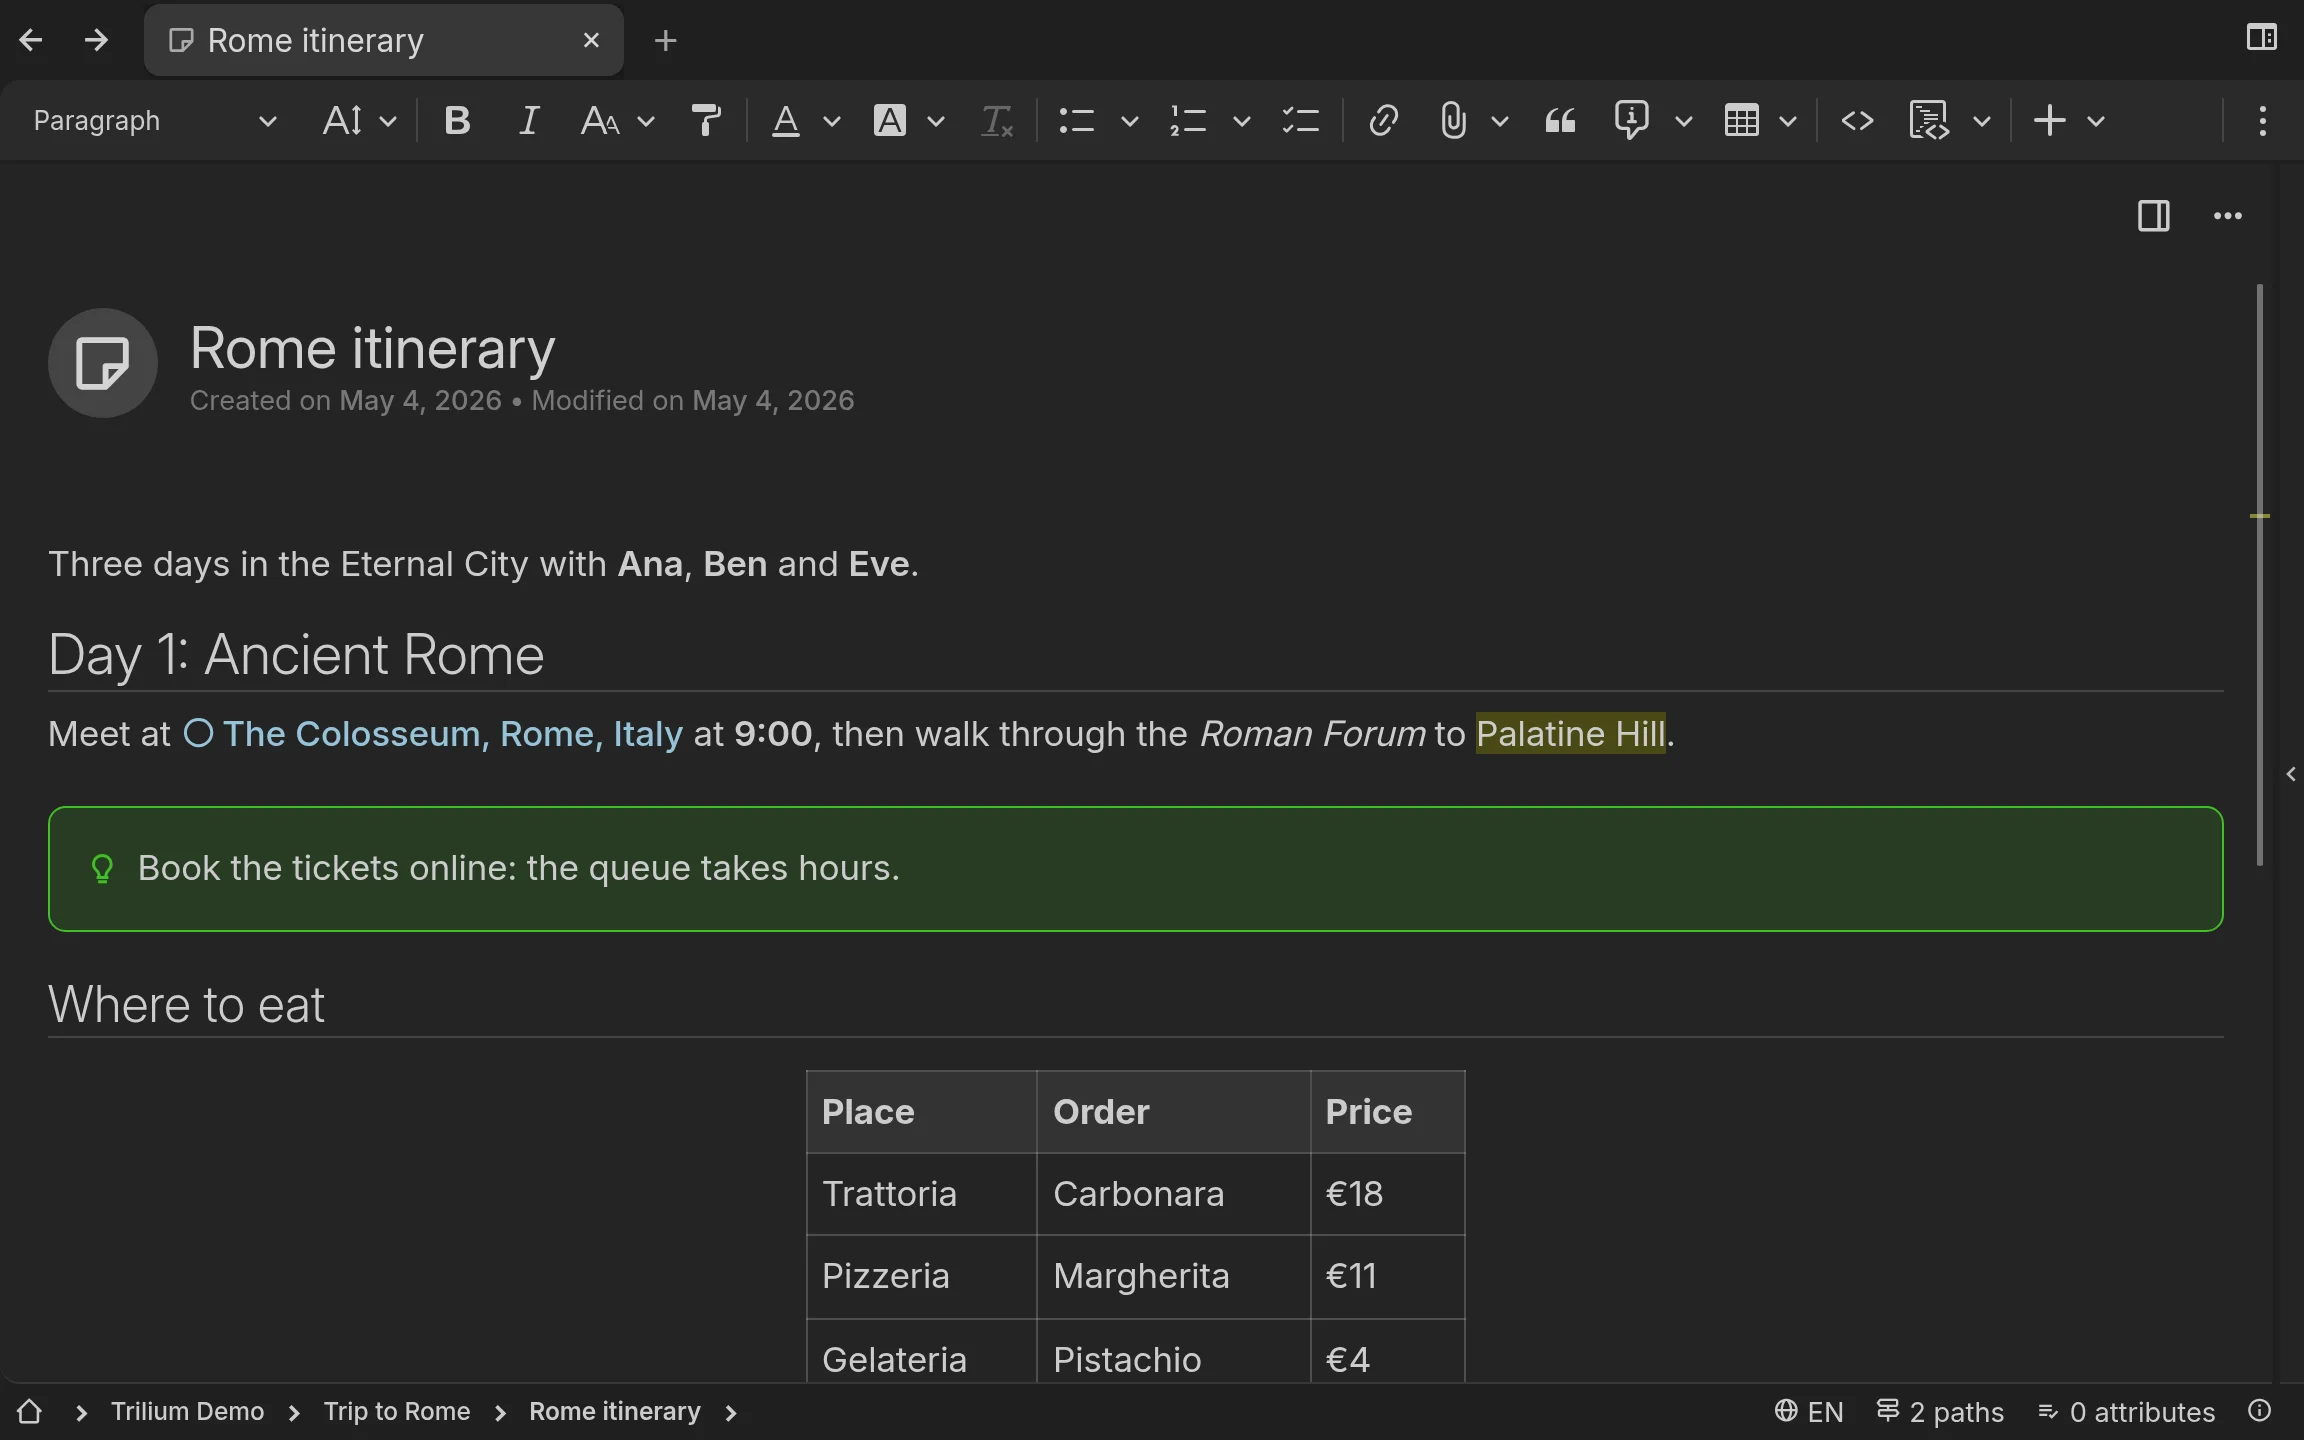 Rome itinerary
Paragraph
Rome itinerary
Created on May 4, 2026 • Modified on May 4, 2026
Three days in the Eternal City with Ana, Ben and Eve.
Day 1: Ancient Rome
Meet at The Colosseum, Rome, Italy at 9:00, then walk through the Roman Forum to Palatine Hill.
Book the tickets online: the queue takes hours.
Where to eat
Place Order Price
Trattoria Carbonara €18
Pizzeria Margherita €11
Gelateria Pistachio €4
Trilium Demo Trip to Rome Rome itinerary EN 2 paths 0 attributes